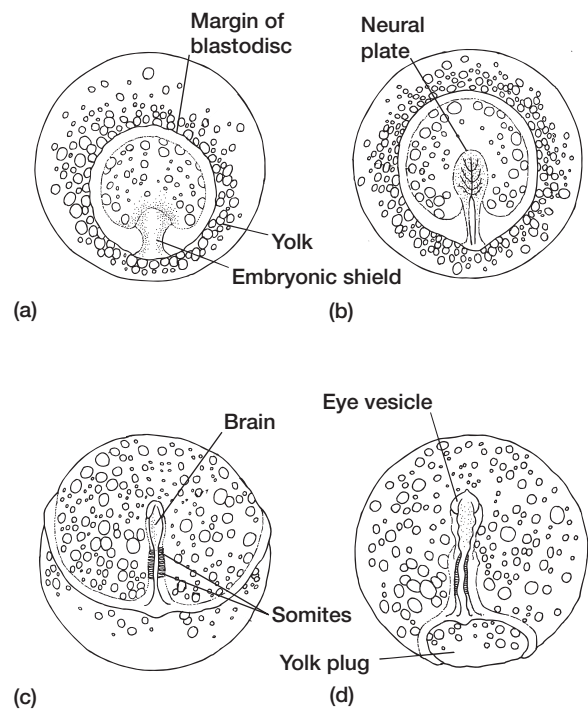 Margin of
blastodisc
Neural
plate
Yolk
Embryonic shield
(a)
(b)
Eye vesicle
Brain
Somites
Yolk plug
(c)
(d)